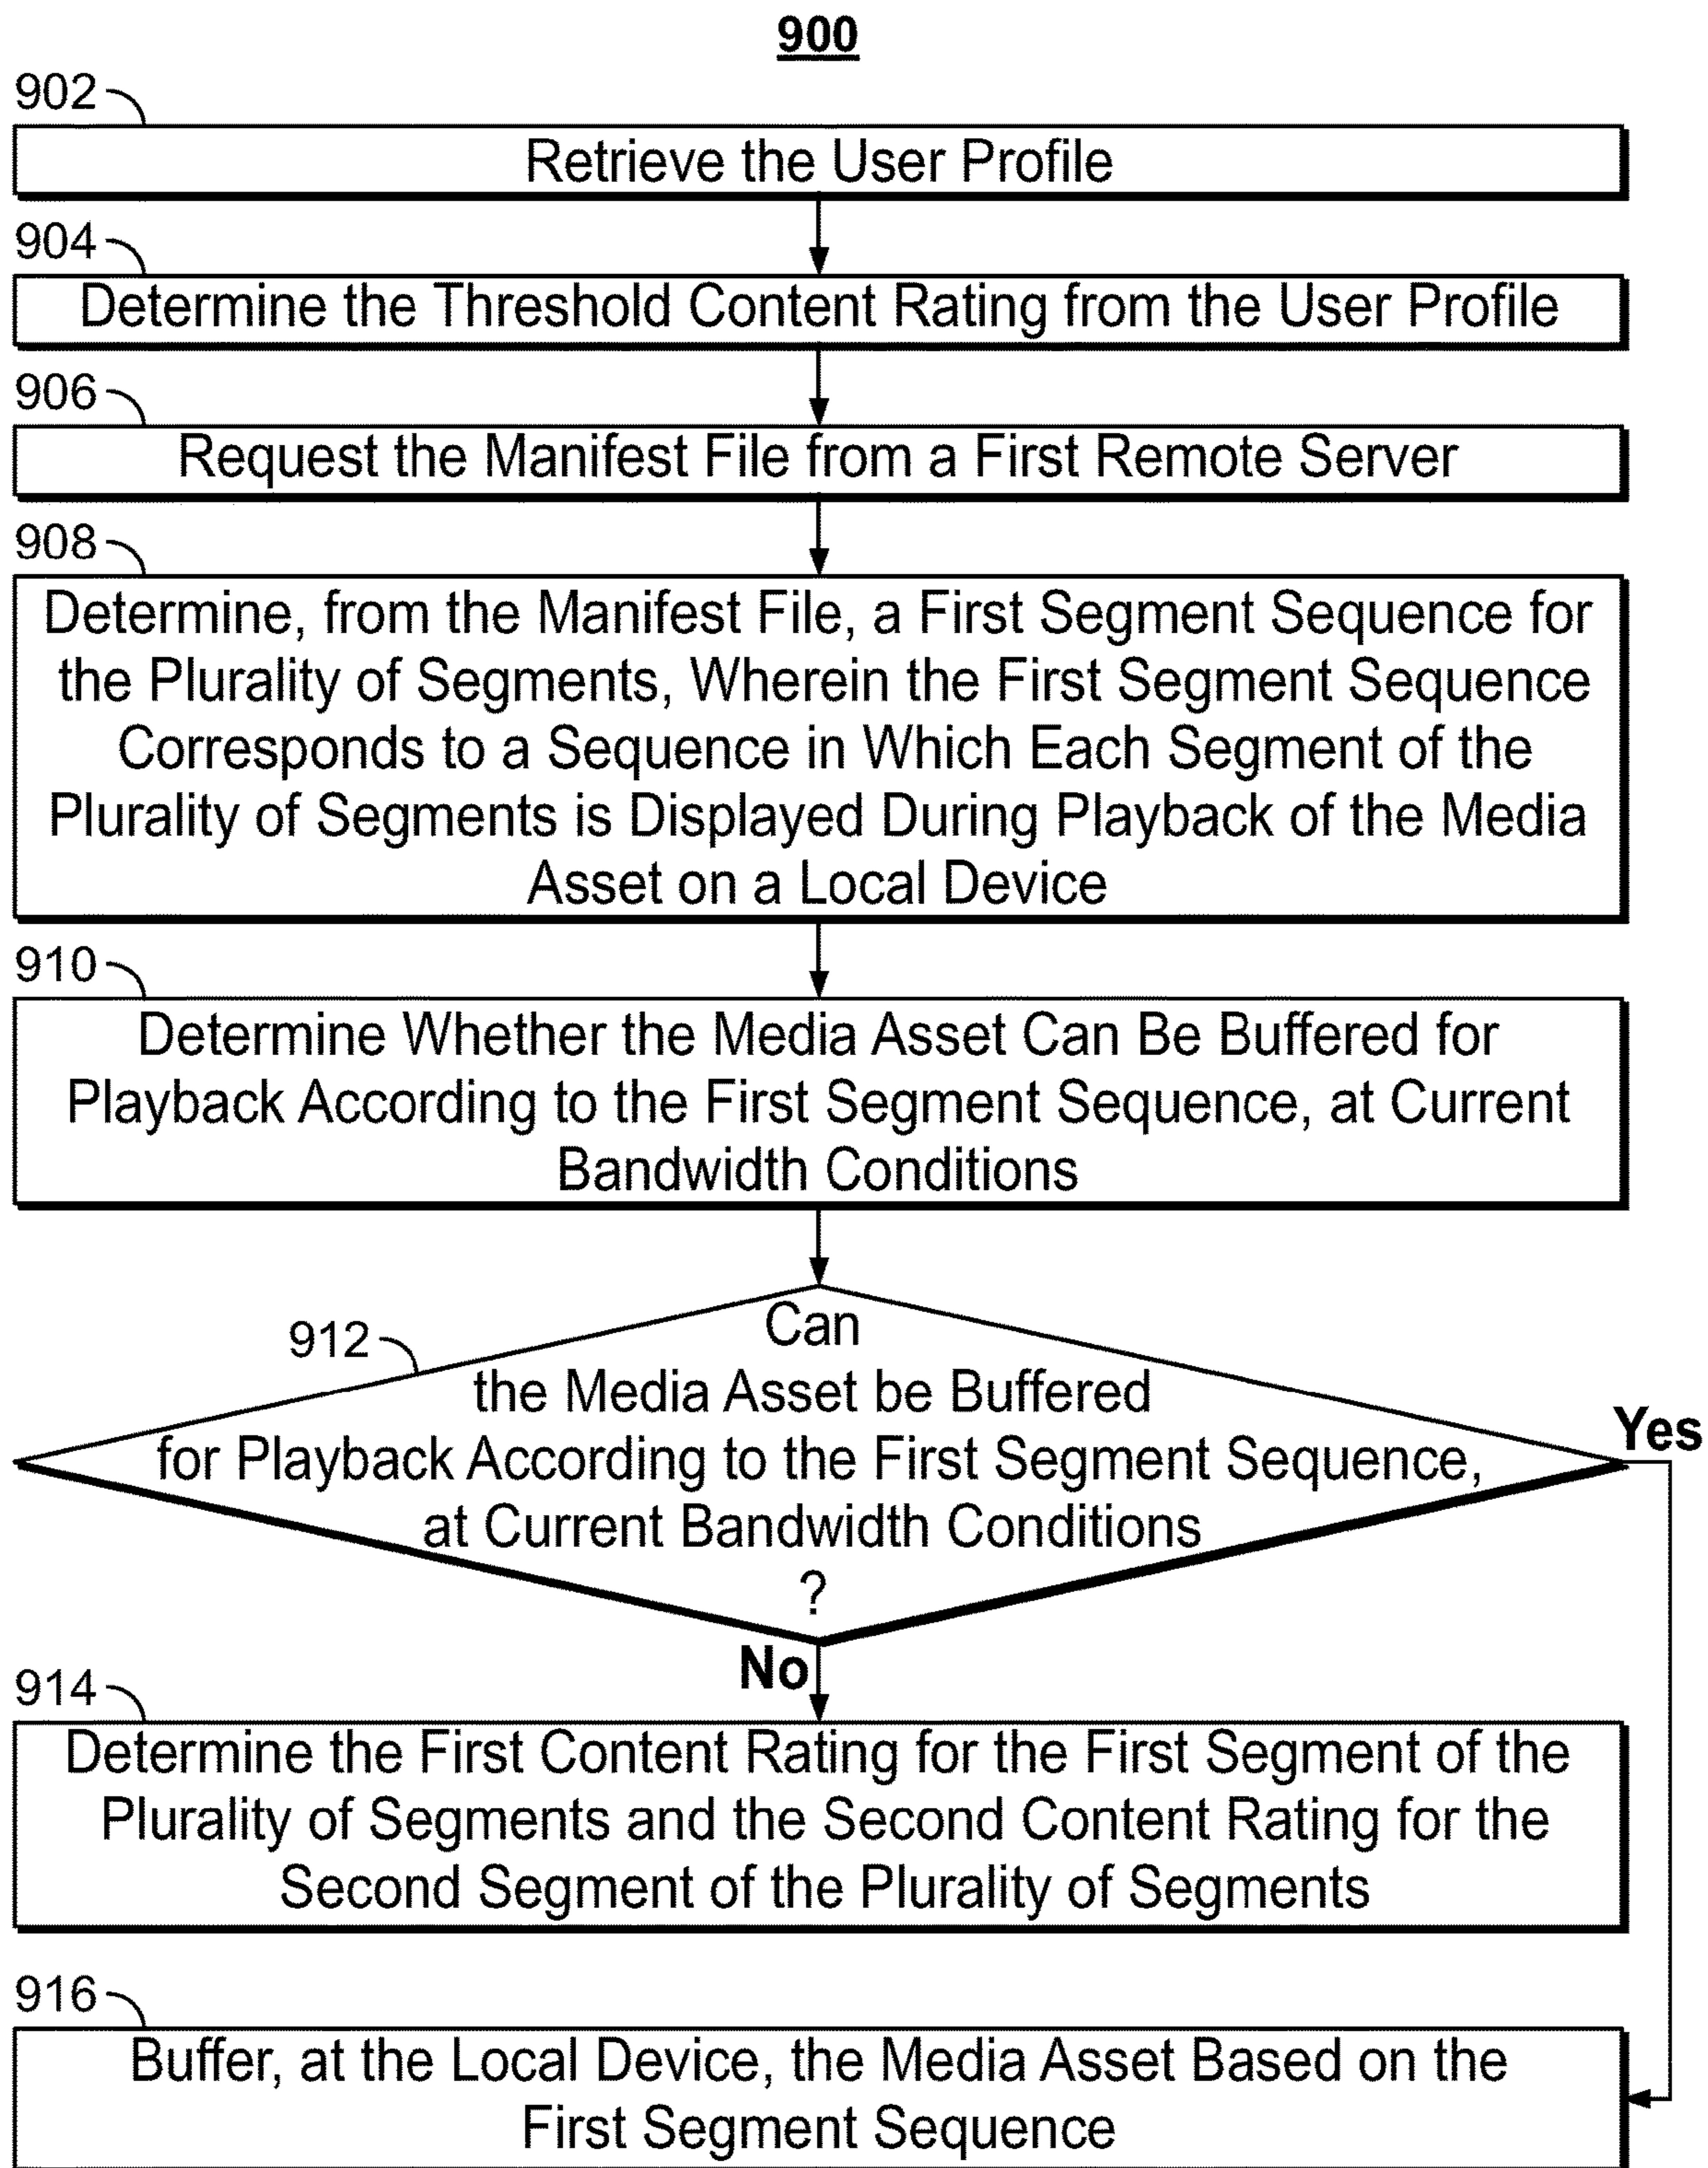 900
902
Retrieve the User Profile
904
Determine the Threshold Content Rating from the User Profile
906
Request the Manifest File from a First Remote Server
908
Determine, from the Manifest File, a First Segment Sequence for
the Plurality of Segments, Wherein the First Segment Sequence
Corresponds to a Sequence in Which Each Segment of the
Plurality of Segments is Displayed During Playback of the Media
Asset on a Local Device
910
Determine Whether the Media Asset Can Be Buffered for
Playback According to the First Segment Sequence, at Current
Bandwidth Conditions
912
Can
the Media Asset be Buffered
for Playback According to the First Segment Sequence,
at Current Bandwidth Conditions
?
Yes
No
914
Determine the First Content Rating for the First Segment of the
Plurality of Segments and the Second Content Rating for the
Second Segment of the Plurality of Segments
916
Buffer, at the Local Device, the Media Asset Based on the
First Segment Sequence